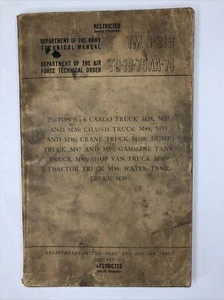 RESTRICTED
DEPARTMENT OF THE ARMY
TECHNICAL MANUAL
TM 9-819
DEPARTMENT OF THE AIR
FORCE TECHNICAL ORDER
TO 19-75AA-74
2½-TON 6 x 6 CARGO TRUCK M34, M35,
AND M36; CHASSIS TRUCK M44, M45,
AND M46; CRANE TRUCK M108; DUMP
TRUCK M47 AND M59; GASOLINE TANK
TRUCK M49; SHOP VAN TRUCK M109;
TRACTOR TRUCK M48; WATER TANK
TRUCK M50
DEPARTMENTS OF THE ARMY AND THE AIR FORCE
RESTRICTED